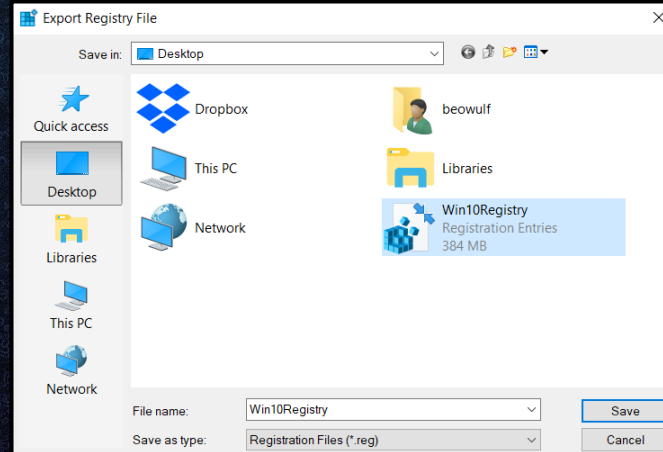 Export Registry File
Save in:
Desktop
Quick access
Desktop
Libraries
This PC
Network
Dropbox
beowulf
This PC
Libraries
Network
Win10Registry
Registration Entries
384 MB
File name:
Win10Registry
Save
Save as type:
Registration Files (*.reg)
Cancel